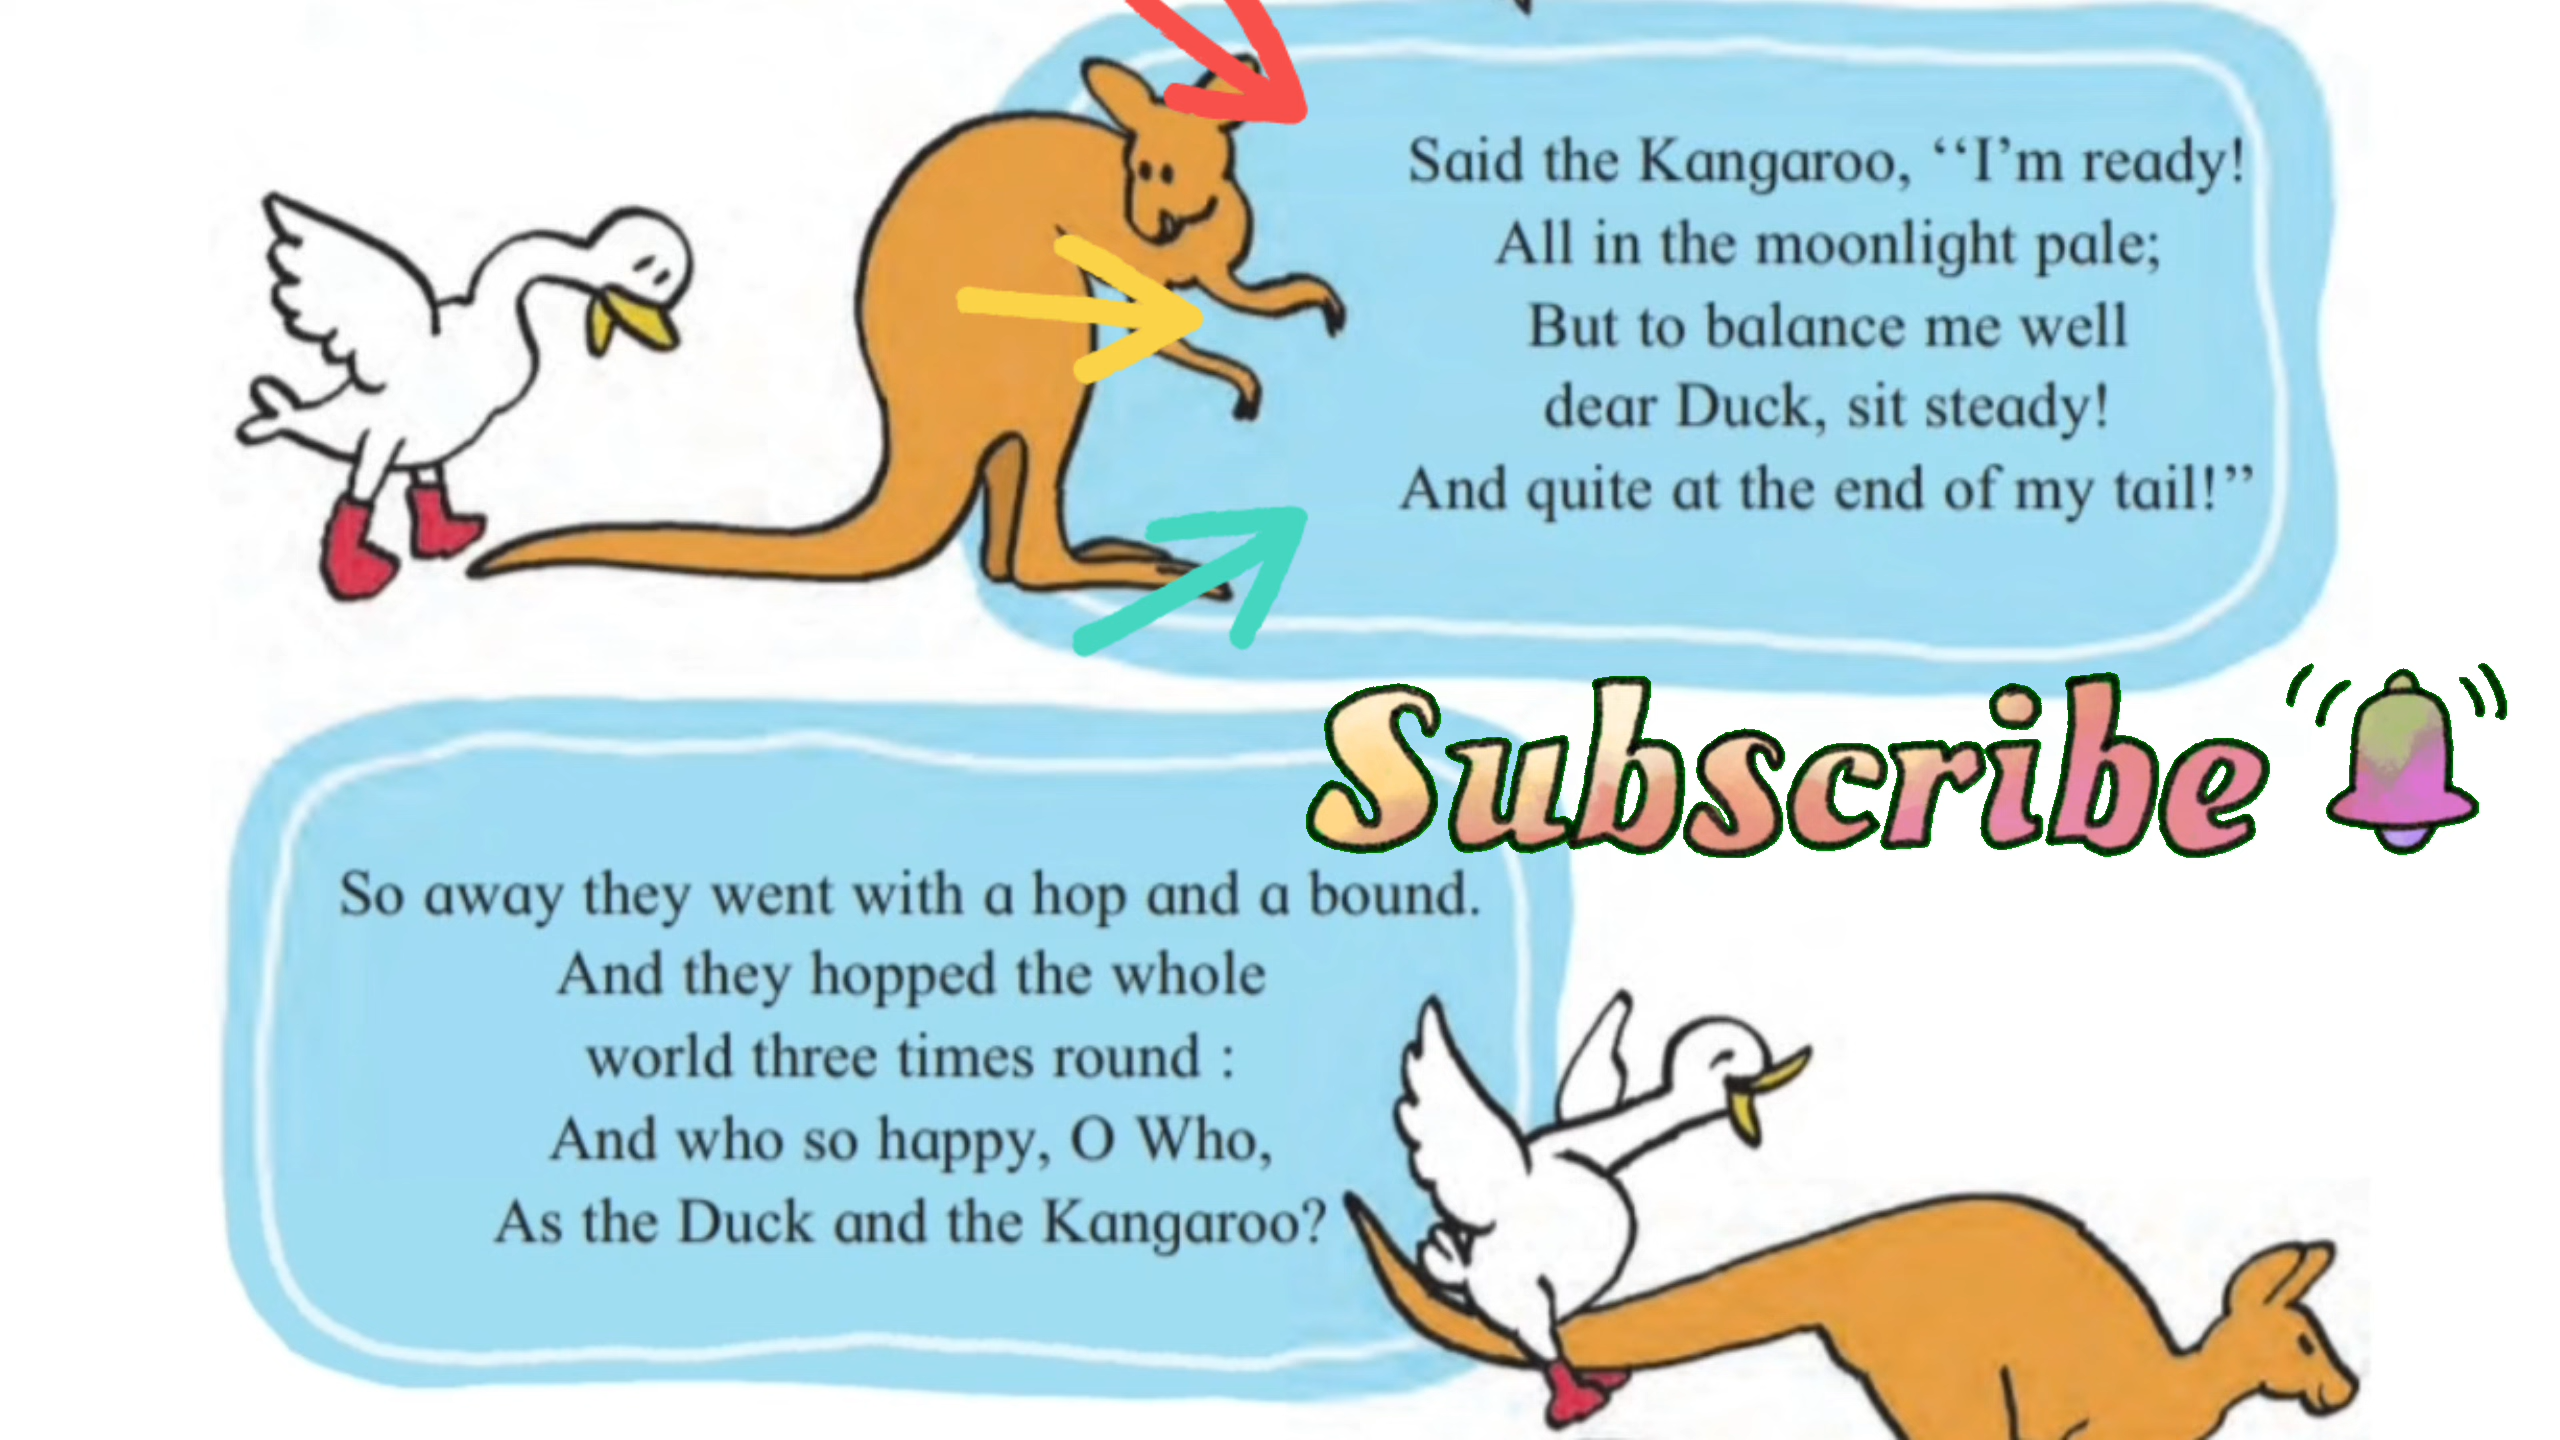 Said the Kangaroo, ‘‘I’m ready!
All in the moonlight pale;
But to balance me well
dear Duck, sit steady!
And quite at the end of my tail!’’
Subscribe
So away they went with a hop and a bound.
And they hopped the whole
world three times round :
And who so happy, O Who,
As the Duck and the Kangaroo?